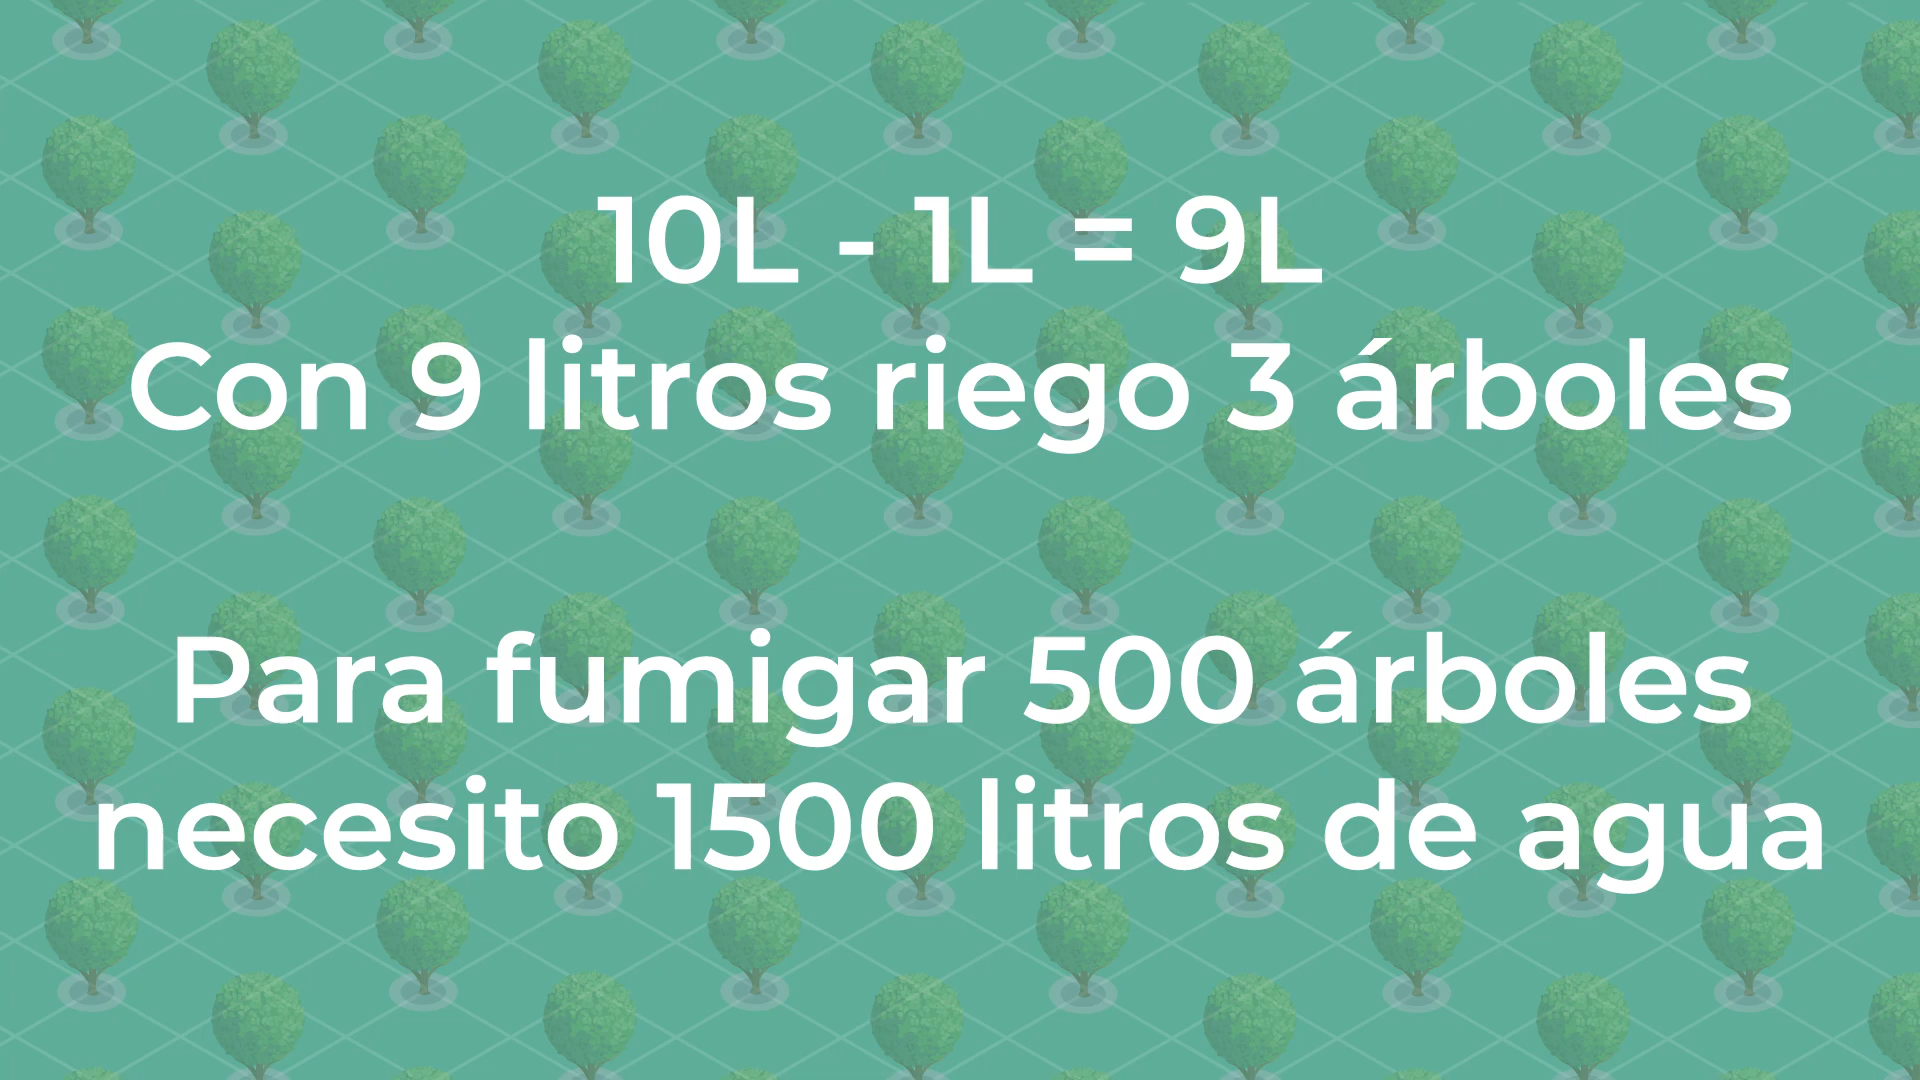 10L - 1L = 9L
Con 9 litros riego 3 árboles
Para fumigar 500 árboles
necesito 1500 litros de agua